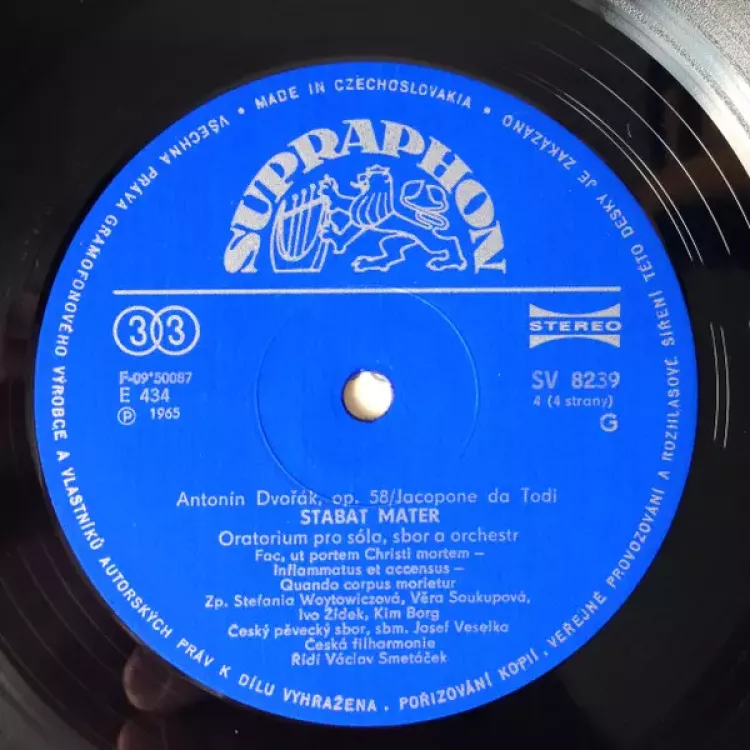 VŠECHNA PRÁVA GRAMOFONOVÉHO VÝROBCE A VLASTNÍKŮ AUTORSKÝCH PRÁV K DÍLU VYHRAŽENA. POŘIZOVÁNÍ KOPIÍ, VEŘEJNÉ PROVOZOVÁNÍ A ROZHLASOVÉ ŠÍŘENÍ TÉTO DESKY JE ZAKÁZÁNO • MADE IN CZECHOSLOVAKIA •
SUPRAPHON
33
STEREO
F-09*50087
E 434
Ⓟ 1965
SV 8239
4 (4 strany)
G
Antonín Dvořák, op. 58/Jacopone da Todi
STABAT MATER
Oratorium pro sóla, sbor a orchestr
Fac, ut portem Christi mortem –
Inflammatus et accensus –
Quando corpus morietur
Zp. Stefania Woytowiczová, Věra Soukupová,
Ivo Žídek, Kim Borg
Český pěvecký sbor, sbm. Josef Veselka
Česká filharmonie
Řídí Václav Smetáček